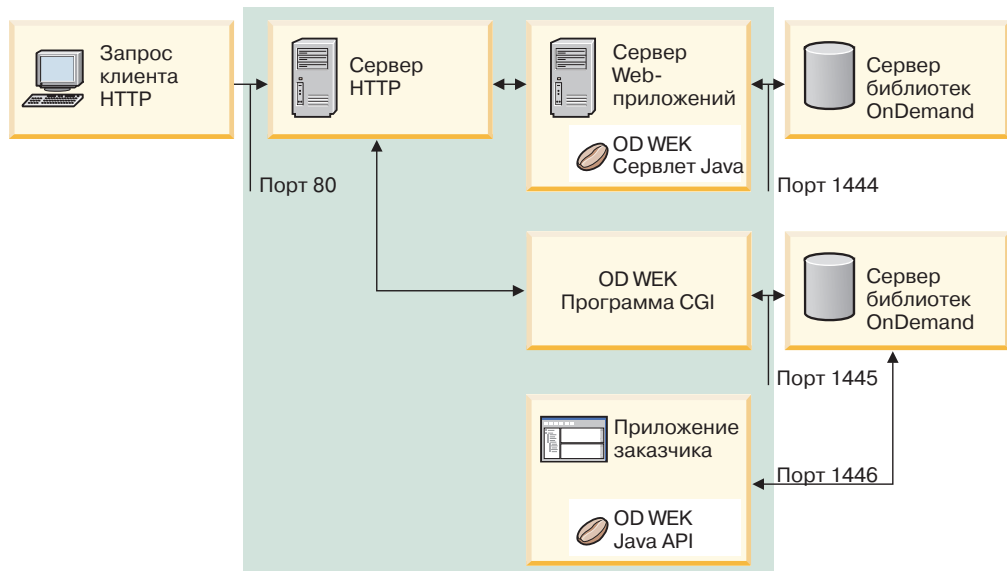 Запрос
клиента
HTTP
Сервер
HTTP
Сервер
Web-
приложений
OD WEK
Сервлет Java
Сервер
библиотек
OnDemand
Порт 80
Порт 1444
OD WEK
Программа CGI
Сервер
библиотек
OnDemand
Порт 1445
Приложение
заказчика
OD WEK
Java API
Порт 1446